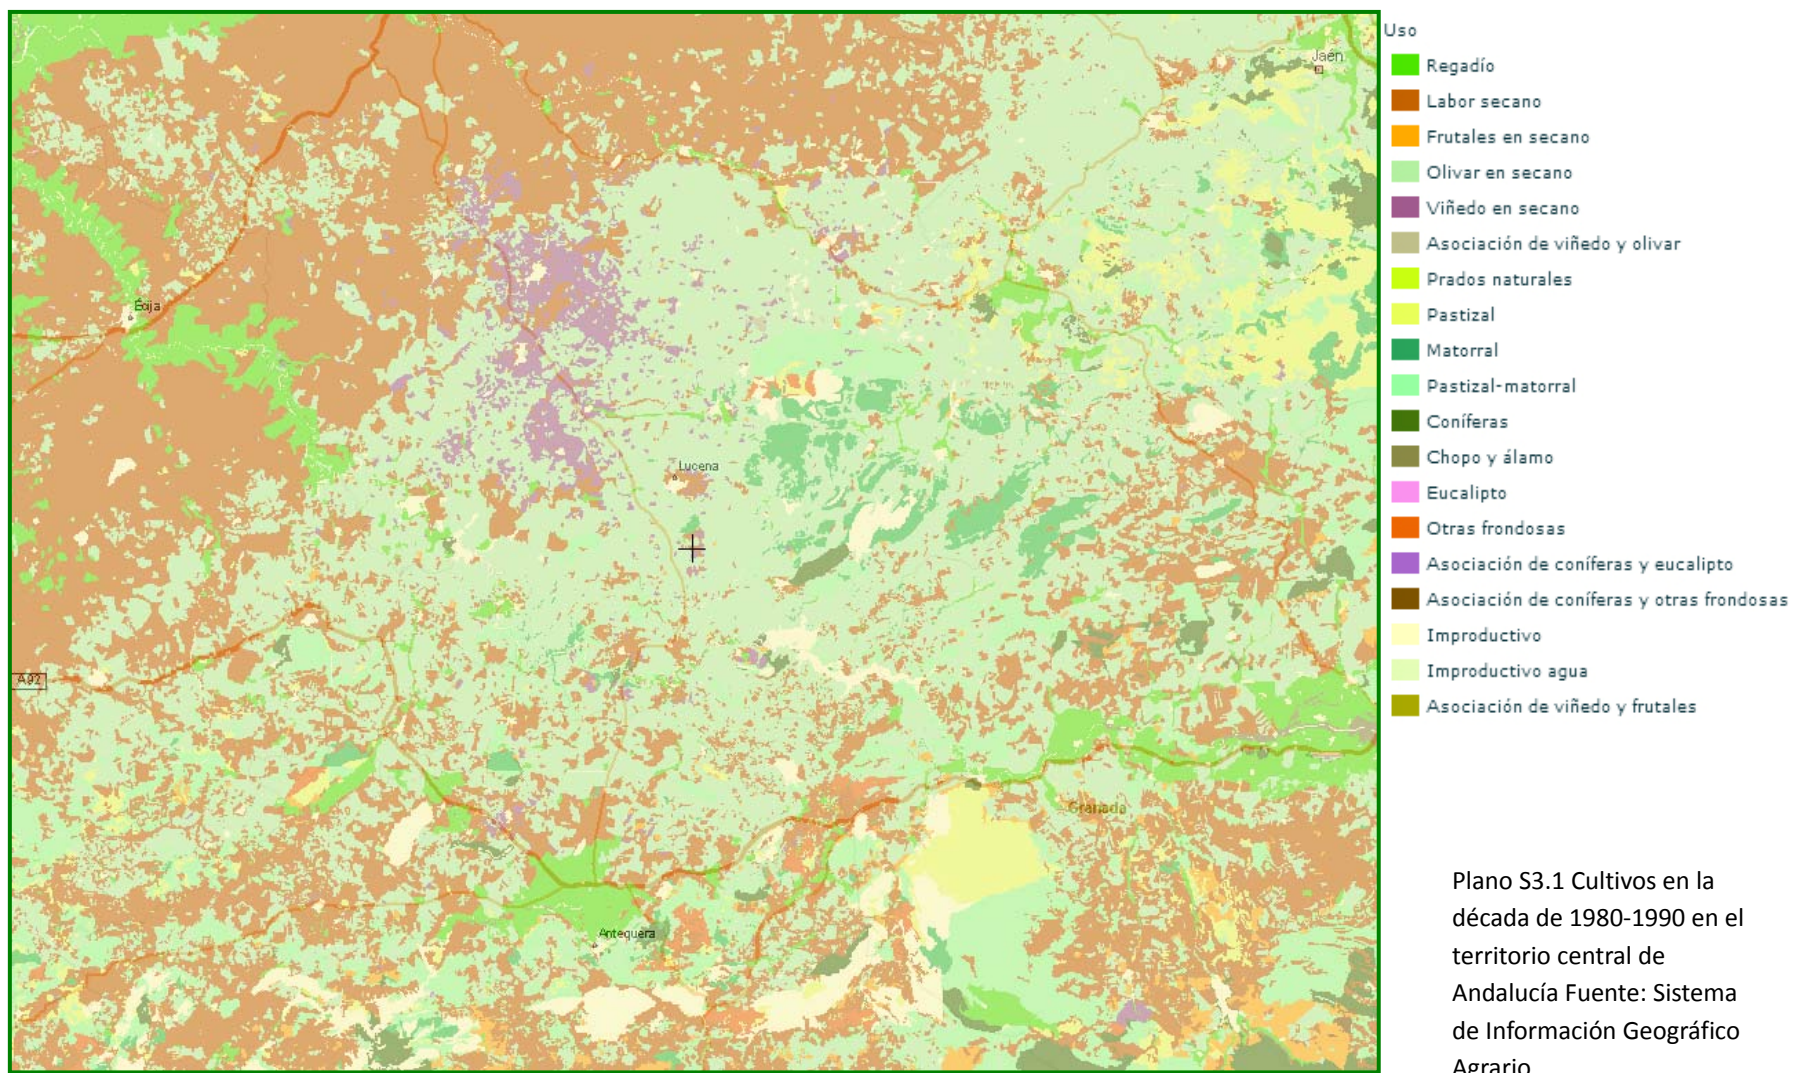 Uso
Regadío
Labor secano
Frutales en secano
Olivar en secano
Viñedo en secano
Asociación de viñedo y olivar
Prados naturales
Pastizal
Matorral
Pastizal-matorral
Coníferas
Chopo y álamo
Eucalipto
Otras frondosas
Asociación de coníferas y eucalipto
Asociación de coníferas y otras frondosas
Improductivo
Improductivo agua
Asociación de viñedo y frutales
Jaén
Écija
Lucena
A92
Granada
Antequera
Plano S3.1 Cultivos en la
década de 1980-1990 en el
territorio central de
Andalucía Fuente: Sistema
de Información Geográfico
Agrario